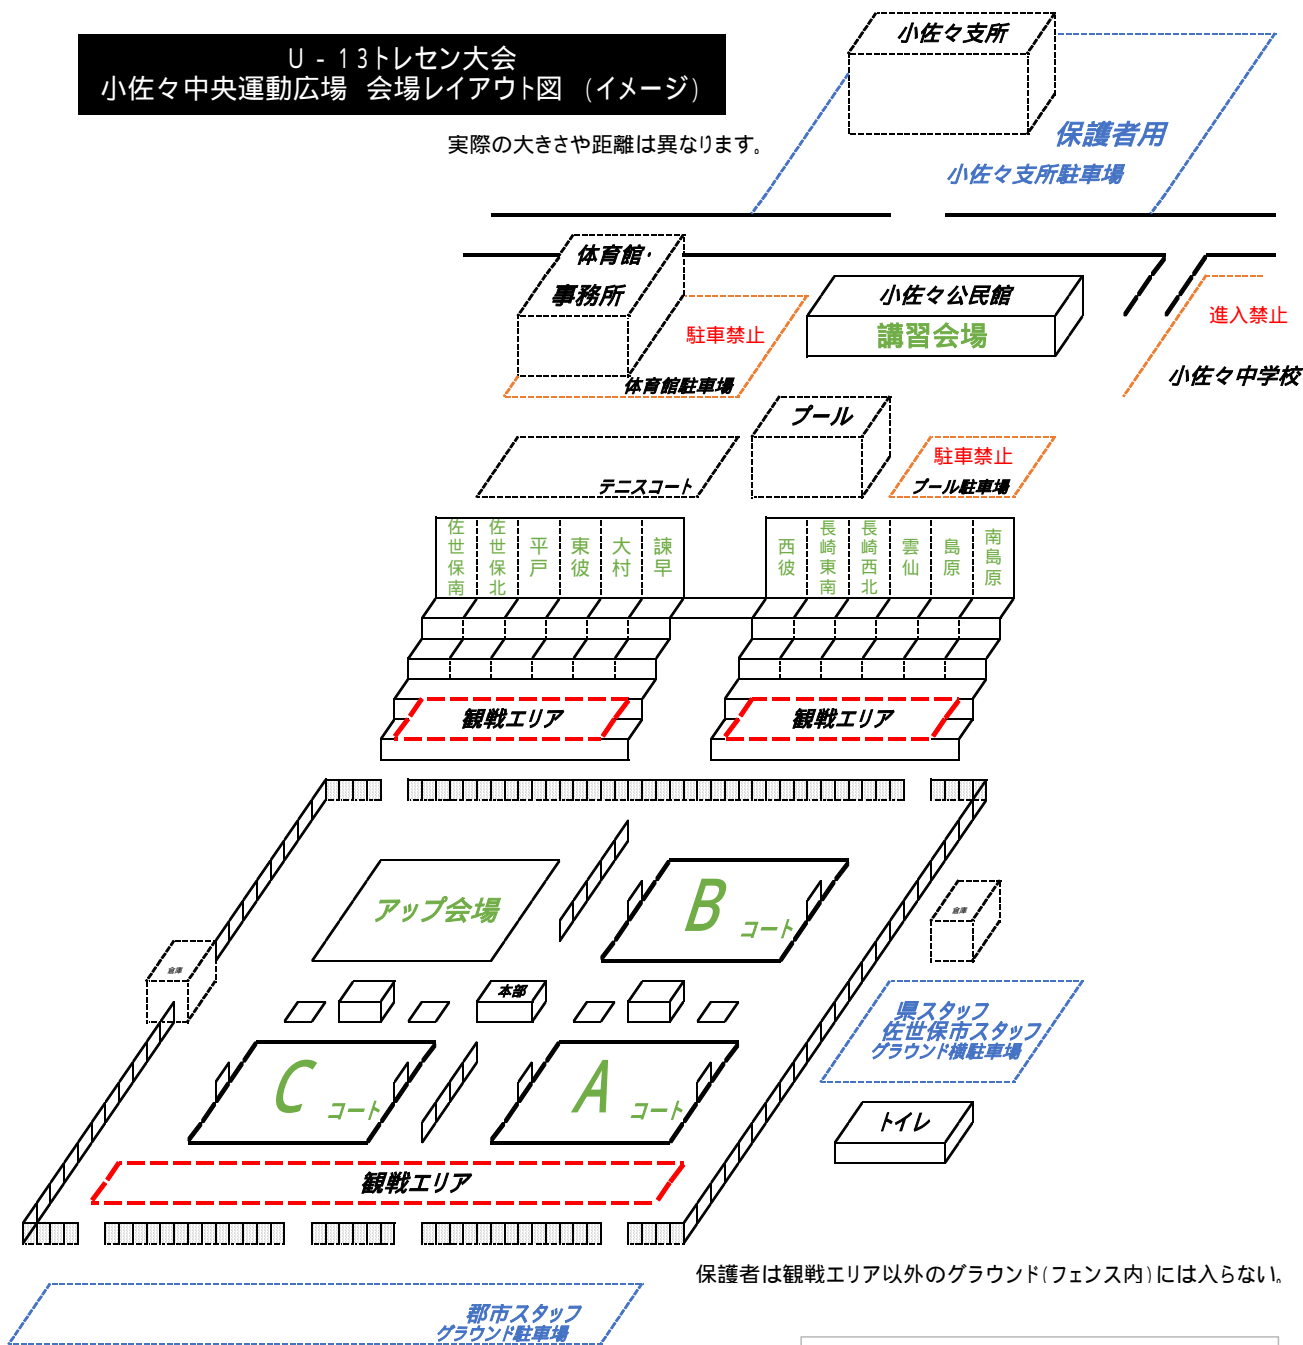 U-13トレセン大会
小佐々中央運動広場 会場レイアウト図 (イメージ)
実際の大きさや距離は異なります。
小佐々支所
保護者用
小佐々支所駐車場
体育館・
事務所
駐車禁止
体育館駐車場
小佐々公民館
講習会場
進入禁止
小佐々中学校
プール
テニスコート
駐車禁止
プール駐車場
佐世保南
佐世保北
平戸
東彼
大村
諫早
西彼
長崎東南
長崎西北
雲仙
島原
南島原
観戦エリア
観戦エリア
アップ会場
B コート
倉庫
倉庫
本部
県スタッフ
佐世保市スタッフ
グラウンド横駐車場
C コート
A コート
トイレ
観戦エリア
保護者は観戦エリア以外のグラウンド(フェンス内)には入らない。
郡市スタッフ
グラウンド駐車場